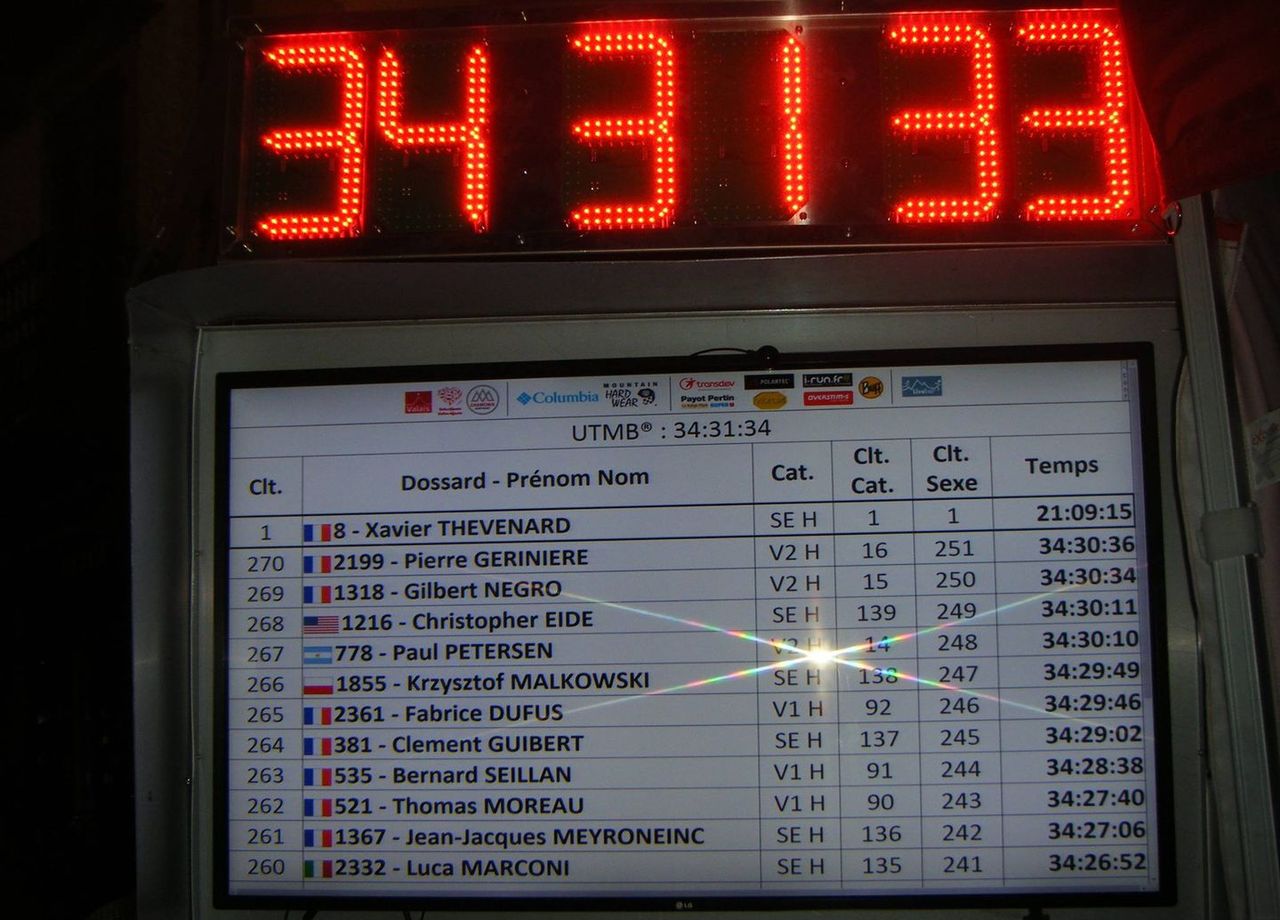 34 31 33
Valais CHAMONIX Columbia MOUNTAIN HARD WEAR transdev POLARTEC i-run.fr BUFF
Payot Pertin OVERSTIM.S
UTMB® : 34:31:34
Clt. Dossard - Prénom Nom Cat. Clt. Cat. Clt. Sexe Temps
1 8 - Xavier THEVENARD SE H 1 1 21:09:15
270 2199 - Pierre GERINIERE V2 H 16 251 34:30:36
269 1318 - Gilbert NEGRO V2 H 15 250 34:30:34
268 1216 - Christopher EIDE SE H 139 249 34:30:11
267 778 - Paul PETERSEN V2 H 14 248 34:30:10
266 1855 - Krzysztof MALKOWSKI SE H 138 247 34:29:49
265 2361 - Fabrice DUFUS V1 H 92 246 34:29:46
264 381 - Clement GUIBERT SE H 137 245 34:29:02
263 535 - Bernard SEILLAN V1 H 91 244 34:28:38
262 521 - Thomas MOREAU V1 H 90 243 34:27:40
261 1367 - Jean-Jacques MEYRONEINC SE H 136 242 34:27:06
260 2332 - Luca MARCONI SE H 135 241 34:26:52
LG